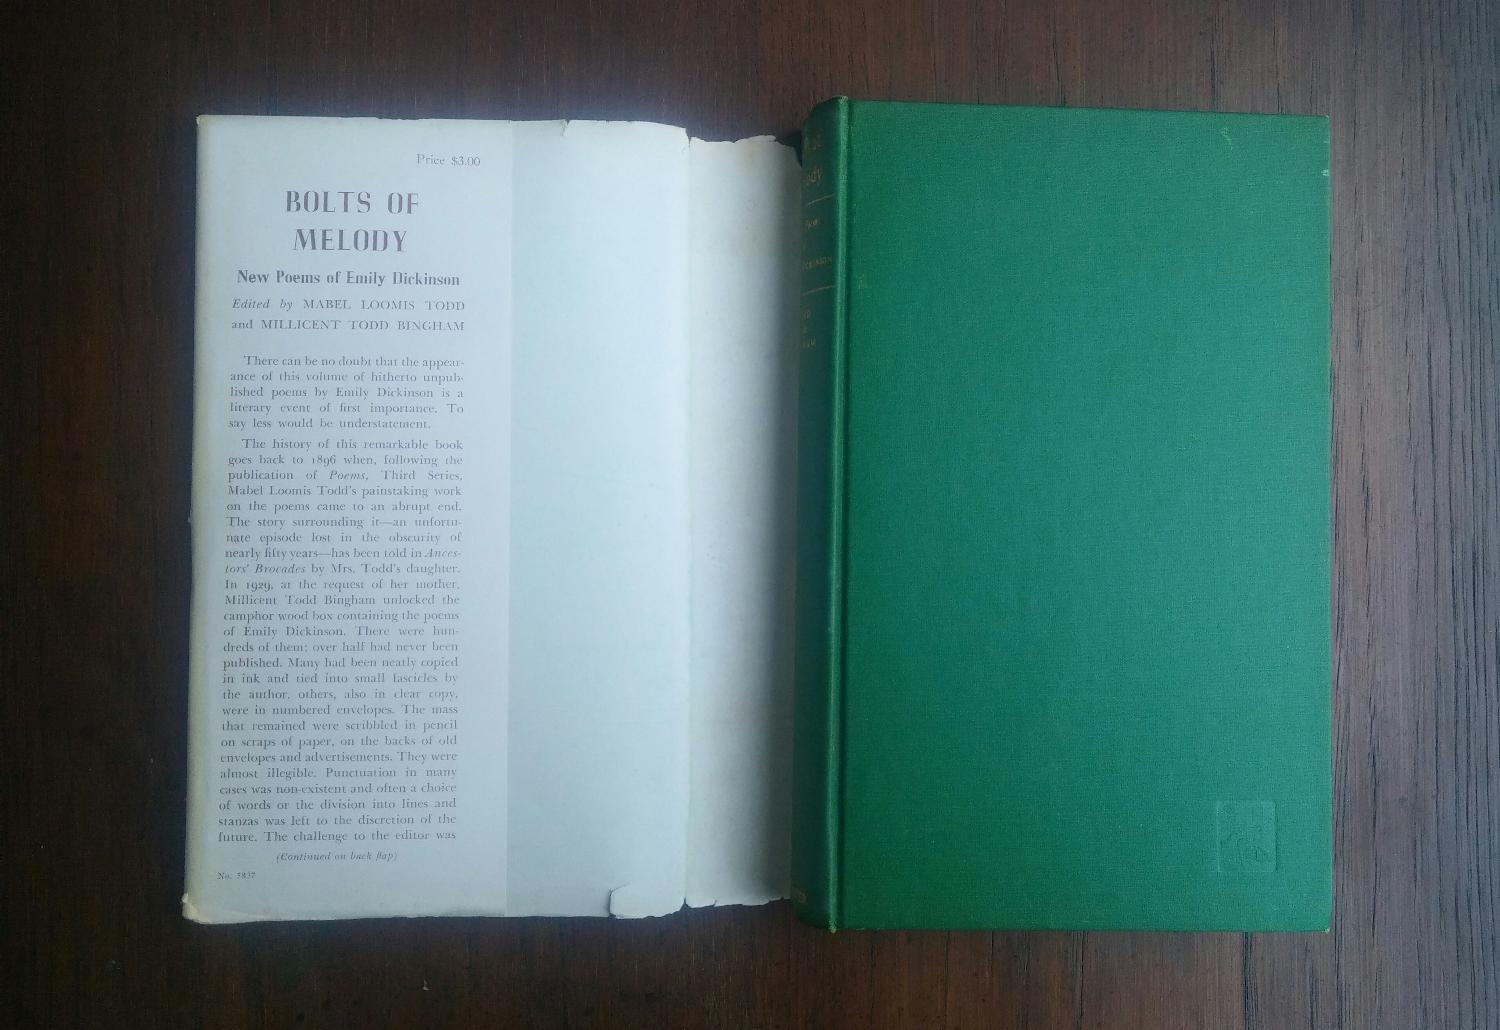 Price $3.00
BOLTS OF
MELODY
New Poems of Emily Dickinson
Edited by MABEL LOOMIS TODD
and MILLICENT TODD BINGHAM
There can be no doubt that the appear-
ance of this volume of hitherto unpub-
lished poems by Emily Dickinson is a
literary event of first importance. To
say less would be understatement.
The history of this remarkable book
goes back to 1896 when, following the
publication of Poems, Third Series,
Mabel Loomis Todd's painstaking work
on the poems came to an abrupt end.
The story surrounding it—an unfortu-
nate episode lost in the obscurity of
nearly fifty years—has been told in Ances-
tors' Brocades by Mrs. Todd's daughter.
In 1929, at the request of her mother,
Millicent Todd Bingham unlocked the
camphor wood box containing the poems
of Emily Dickinson. There were hun-
dreds of them; over half had never been
published. Many had been neatly copied
in ink and tied into small fascicles by
the author, others, also in clear copy,
were in numbered envelopes. The mass
that remained were scribbled in pencil
on scraps of paper, on the backs of old
envelopes and advertisements. They were
almost illegible. Punctuation in many
cases was non-existent and often a choice
of words or the division into lines and
stanzas was left to the discretion of the
future. The challenge to the editor was
(Continued on back flap)
No. 5837